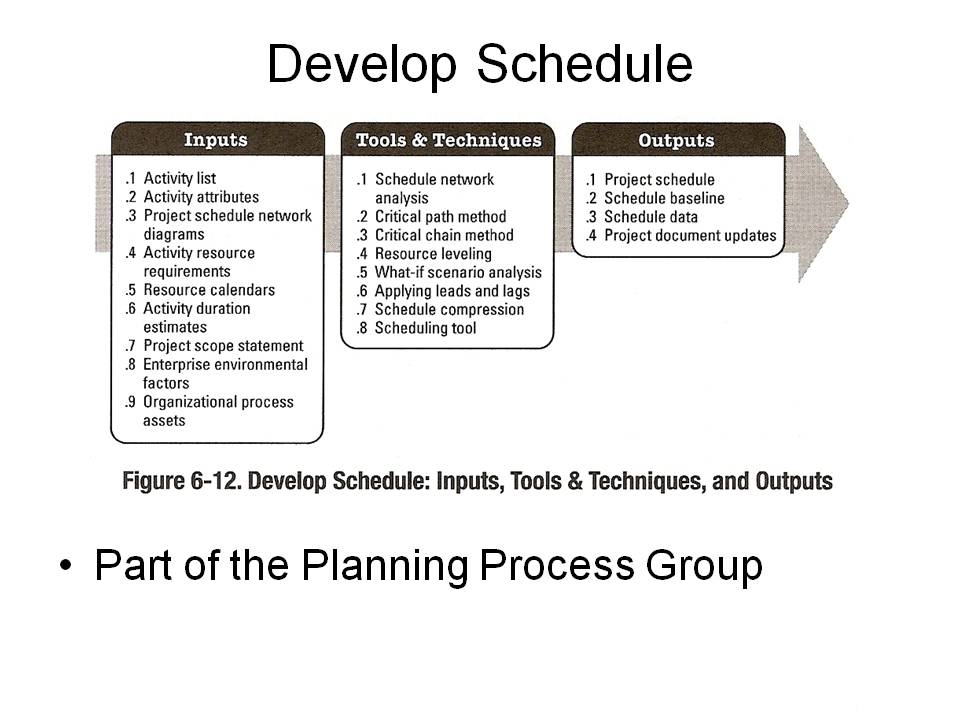 Develop Schedule
Inputs
.1 Activity list
.2 Activity attributes
.3 Project schedule network
diagrams
.4 Activity resource
requirements
.5 Resource calendars
.6 Activity duration
estimates
.7 Project scope statement
.8 Enterprise environmental
factors
.9 Organizational process
assets
Tools & Techniques
.1 Schedule network
analysis
.2 Critical path method
.3 Critical chain method
.4 Resource leveling
.5 What-if scenario analysis
.6 Applying leads and lags
.7 Schedule compression
.8 Scheduling tool
Outputs
.1 Project schedule
.2 Schedule baseline
.3 Schedule data
.4 Project document updates
Figure 6-12. Develop Schedule: Inputs, Tools & Techniques, and Outputs
• Part of the Planning Process Group